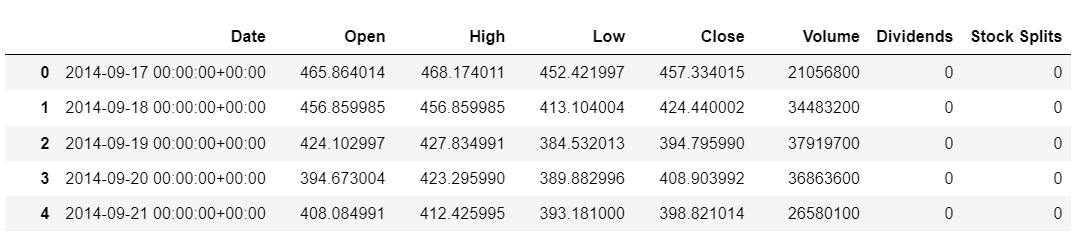 Date Open High Low Close Volume Dividends Stock Splits
0 2014-09-17 00:00:00+00:00 465.864014 468.174011 452.421997 457.334015 21056800 0 0
1 2014-09-18 00:00:00+00:00 456.859985 456.859985 413.104004 424.440002 34483200 0 0
2 2014-09-19 00:00:00+00:00 424.102997 427.834991 384.532013 394.795990 37919700 0 0
3 2014-09-20 00:00:00+00:00 394.673004 423.295990 389.882996 408.903992 36863600 0 0
4 2014-09-21 00:00:00+00:00 408.084991 412.425995 393.181000 398.821014 26580100 0 0